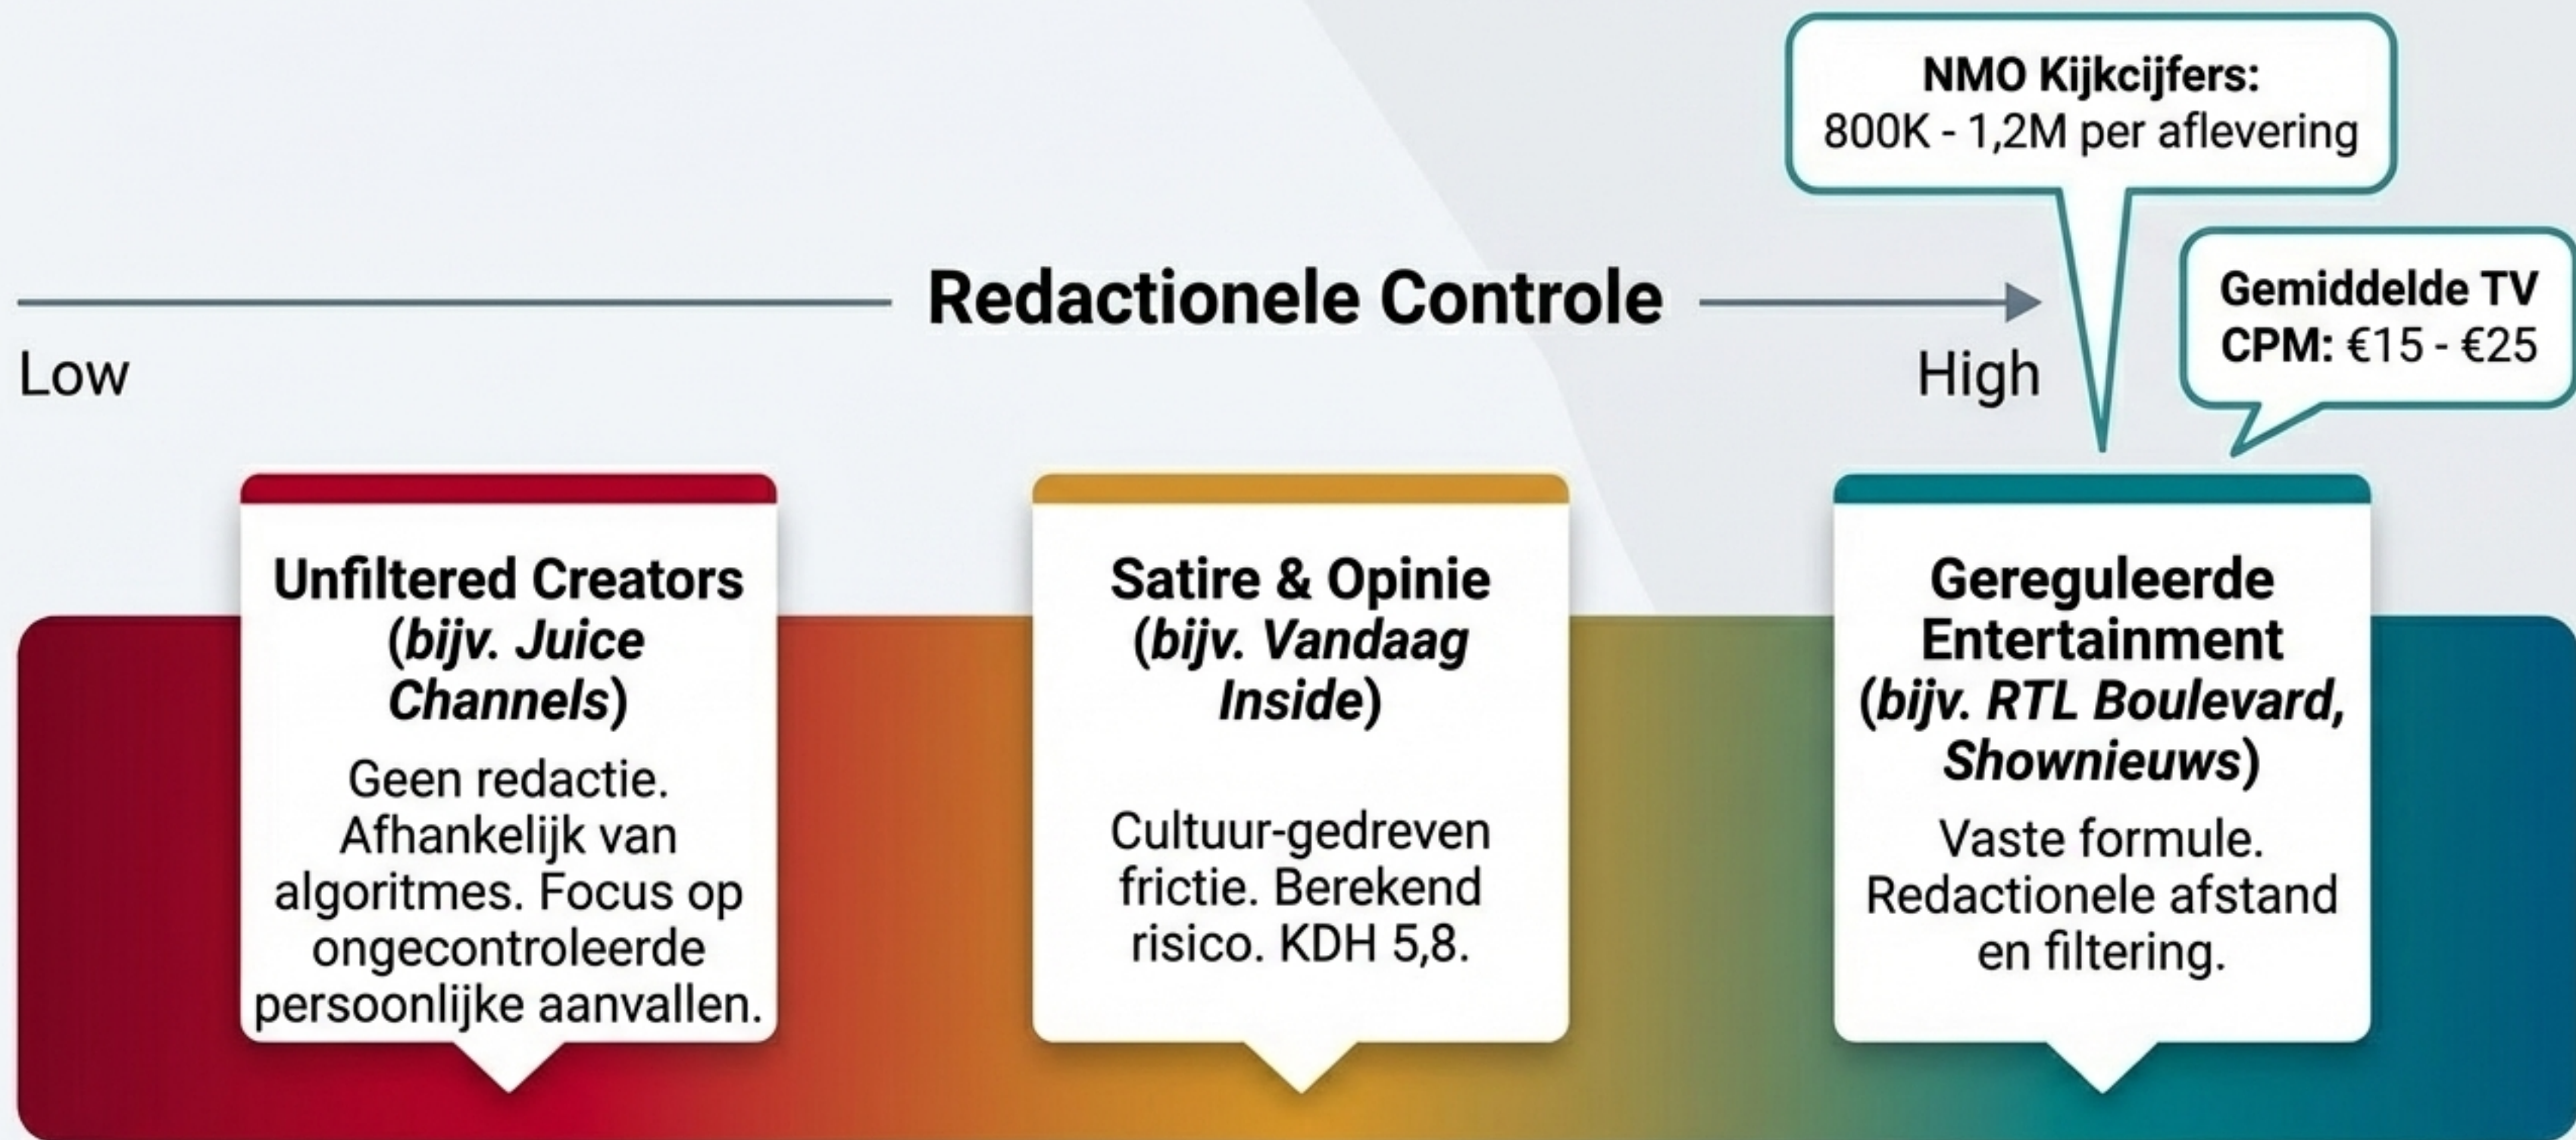 NMO Kijkcijfers:
800K - 1,2M per aflevering
Gemiddelde TV
CPM: €15 - €25
Redactionele Controle
Low
High
Unfiltered Creators
(bijv. Juice
Channels)
Geen redactie.
Afhankelijk van
algoritmes. Focus op
ongecontroleerde
persoonlijke aanvallen.
Satire & Opinie
(bijv. Vandaag
Inside)
Cultuur-gedreven
frictie. Berekend
risico. KDH 5,8.
Gereguleerde
Entertainment
(bijv. RTL Boulevard,
Shownieuws)
Vaste formule.
Redactionele afstand
en filtering.